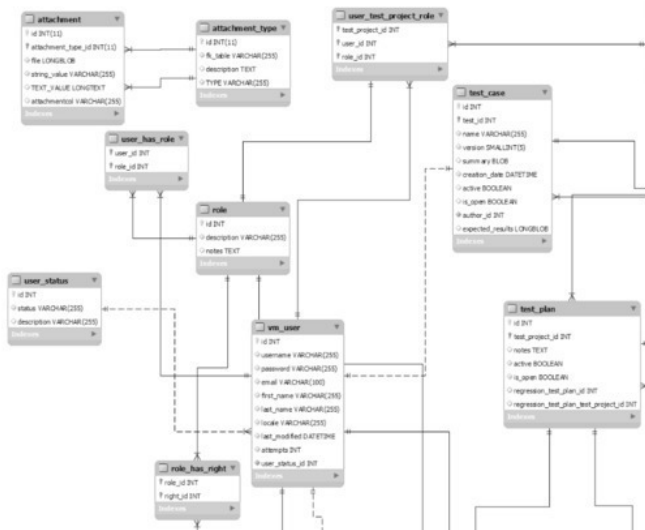 attachment
id INT(11)
attachment_type_id INT(11)
file LONGBLOB
string_value VARCHAR(255)
TEXT_VALUE LONGTEXT
attachmentcol VARCHAR(255)
Indexes
attachment_type
id INT(11)
fk_table VARCHAR(255)
description TEXT
TYPE VARCHAR(255)
Indexes
user_test_project_role
test_project_id INT
user_id INT
role_id INT
Indexes
test_case
id INT
test_id INT
name VARCHAR(255)
version SMALLINT(5)
summary BLOB
creation_date DATETIME
active BOOLEAN
is_open BOOLEAN
author_id INT
expected_results LONGBLOB
Indexes
user_has_role
user_id INT
role_id INT
Indexes
role
id INT
description VARCHAR(255)
notes TEXT
Indexes
user_status
id INT
status VARCHAR(255)
description VARCHAR(255)
Indexes
vm_user
id INT
username VARCHAR(255)
password VARCHAR(255)
email VARCHAR(100)
first_name VARCHAR(255)
last_name VARCHAR(255)
locale VARCHAR(255)
last_modified DATETIME
attempts INT
user_status_id INT
Indexes
test_plan
id INT
test_project_id INT
notes TEXT
active BOOLEAN
is_open BOOLEAN
regression_test_plan_id INT
regression_test_plan_test_project_id INT
Indexes
role_has_right
role_id INT
right_id INT
Indexes